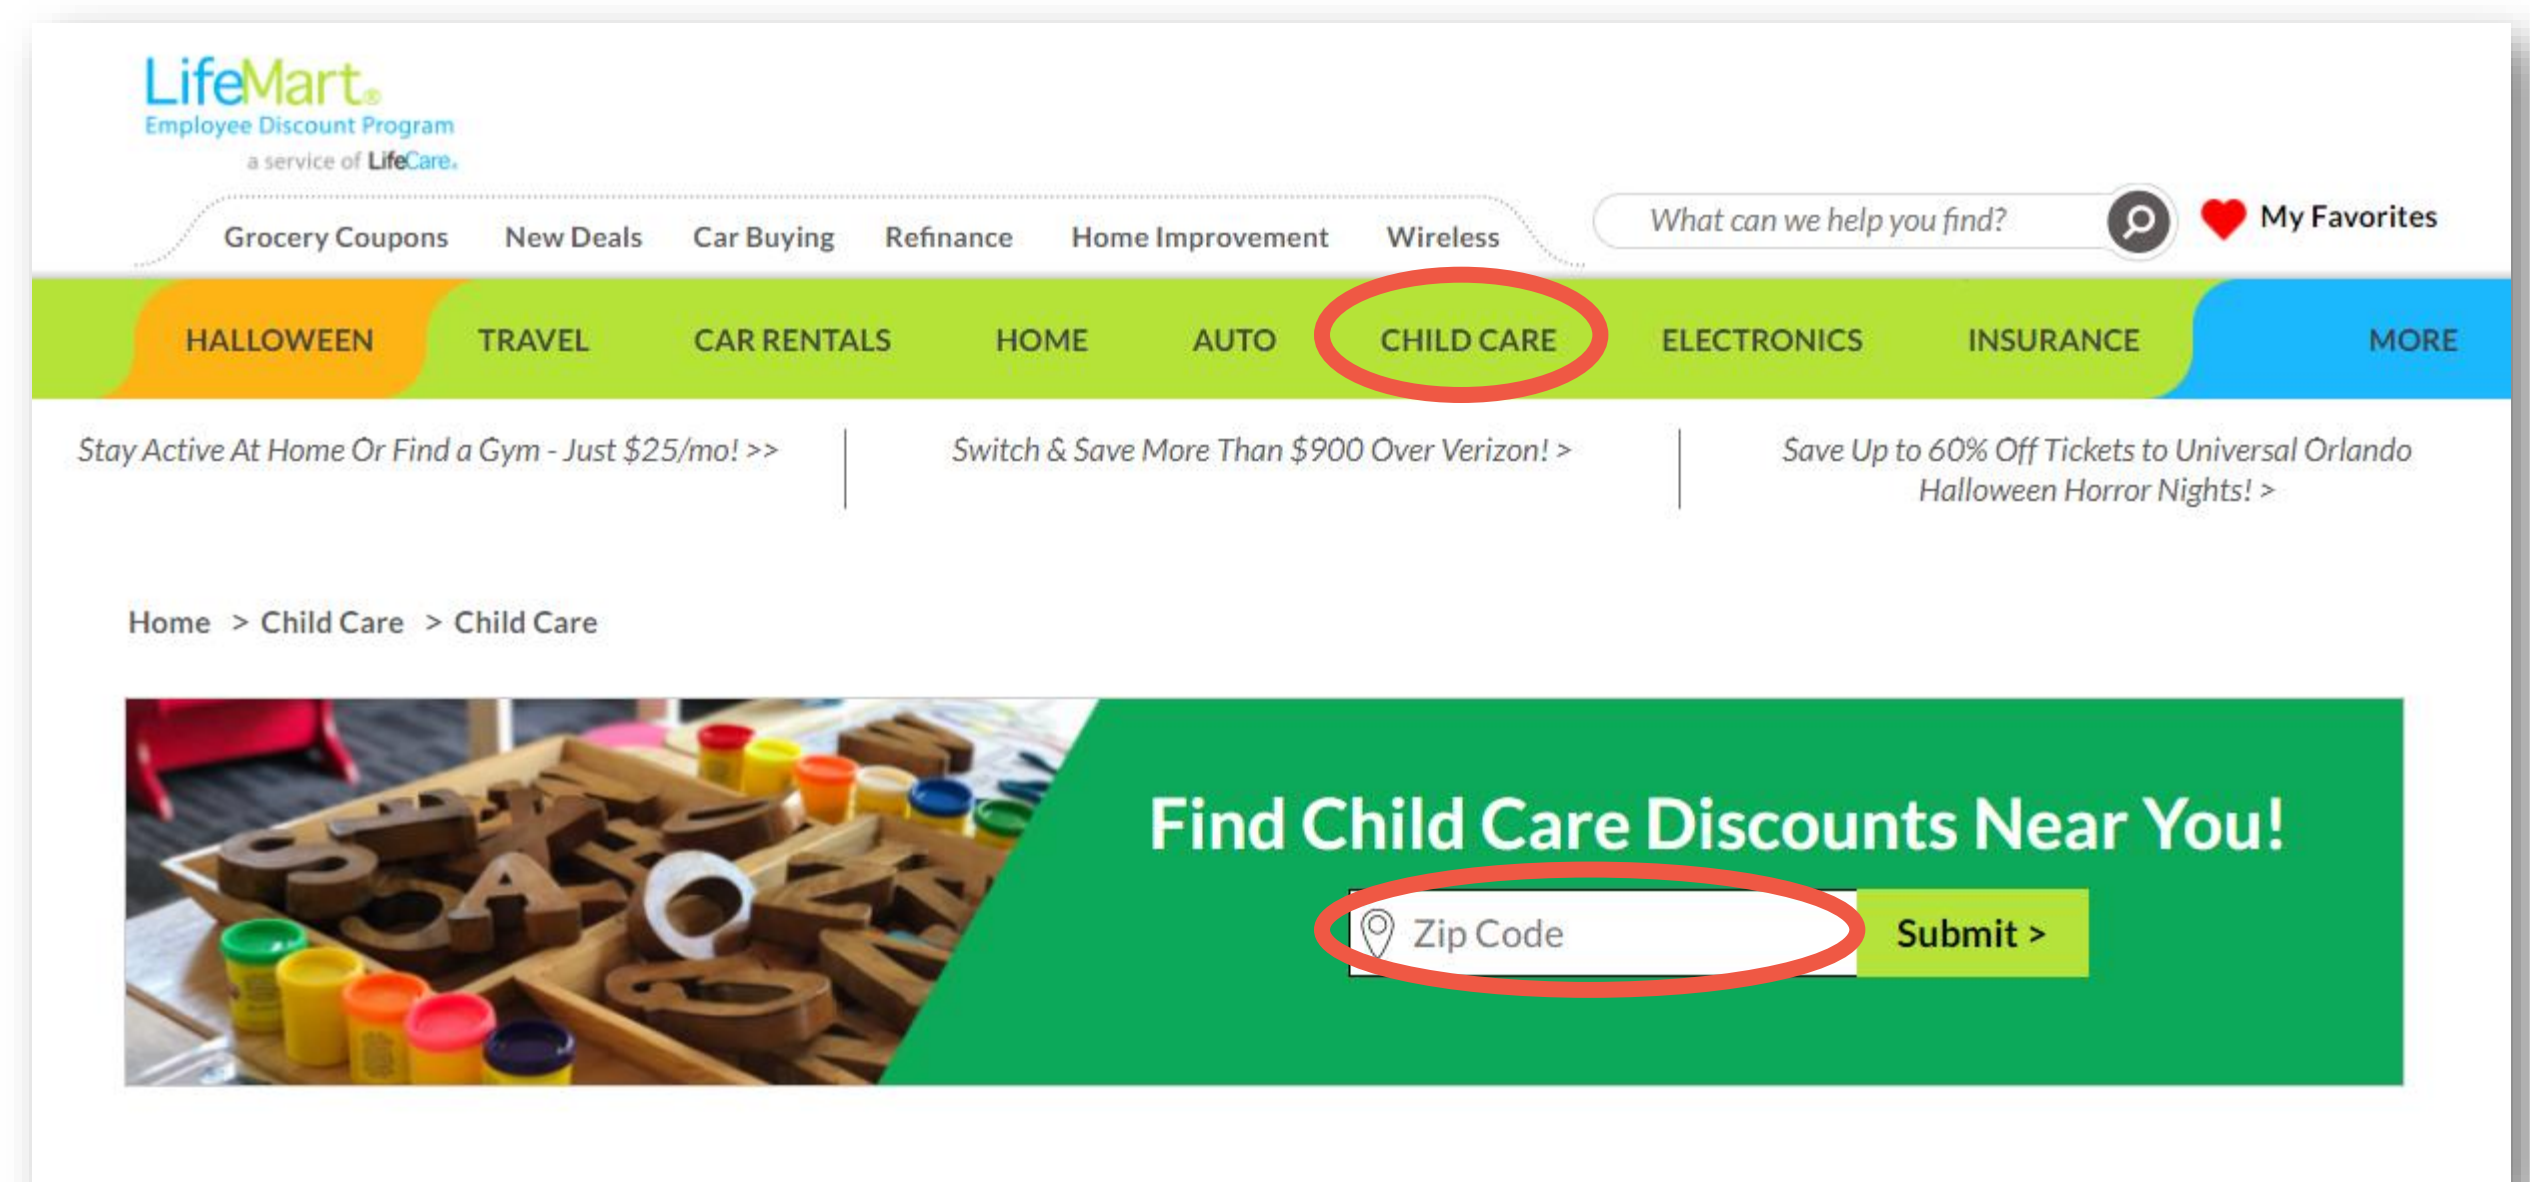 LifeMart®
Employee Discount Program
a service of LifeCare.
Grocery Coupons New Deals Car Buying Refinance Home Improvement Wireless
What can we help you find?
My Favorites
HALLOWEEN TRAVEL CAR RENTALS HOME AUTO CHILD CARE ELECTRONICS INSURANCE MORE
Stay Active At Home Or Find a Gym - Just $25/mo! >>
Switch & Save More Than $900 Over Verizon! >
Save Up to 60% Off Tickets to Universal Orlando
Halloween Horror Nights! >
Home > Child Care > Child Care
Find Child Care Discounts Near You!
Zip Code
Submit >